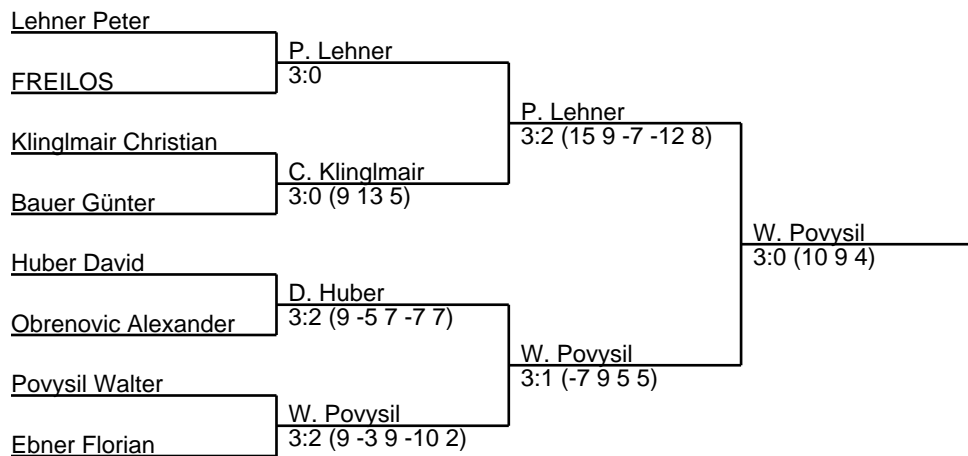 Lehner Peter
P. Lehner
3:0
FREILOS
P. Lehner
3:2 (15 9 -7 -12 8)
Klinglmair Christian
C. Klinglmair
3:0 (9 13 5)
Bauer Günter
W. Povysil
3:0 (10 9 4)
Huber David
D. Huber
3:2 (9 -5 7 -7 7)
Obrenovic Alexander
W. Povysil
3:1 (-7 9 5 5)
Povysil Walter
W. Povysil
3:2 (9 -3 9 -10 2)
Ebner Florian